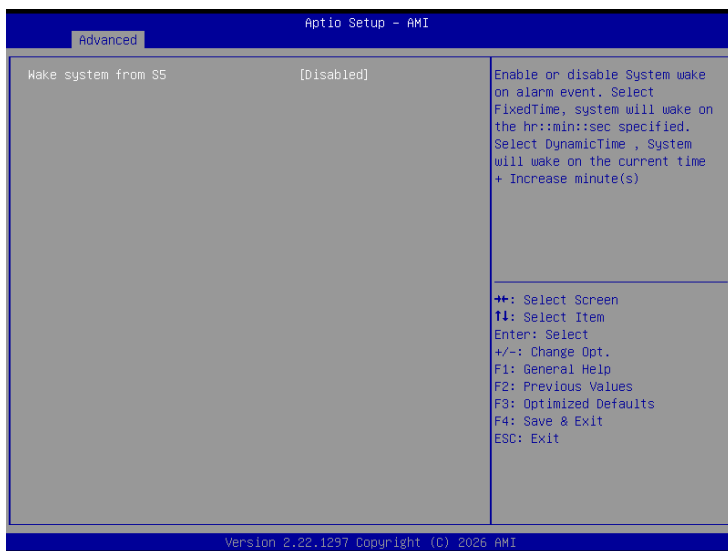 Aptio Setup - AMI
Advanced
Wake system from S5 [Disabled]
Enable or disable System wake
on alarm event. Select
FixedTime, system will wake on
the hr::min::sec specified.
Select DynamicTime , System
will wake on the current time
+ Increase minute(s)
→←: Select Screen
↑↓: Select Item
Enter: Select
+/-: Change Opt.
F1: General Help
F2: Previous Values
F3: Optimized Defaults
F4: Save & Exit
ESC: Exit
Version 2.22.1297 Copyright (C) 2026 AMI